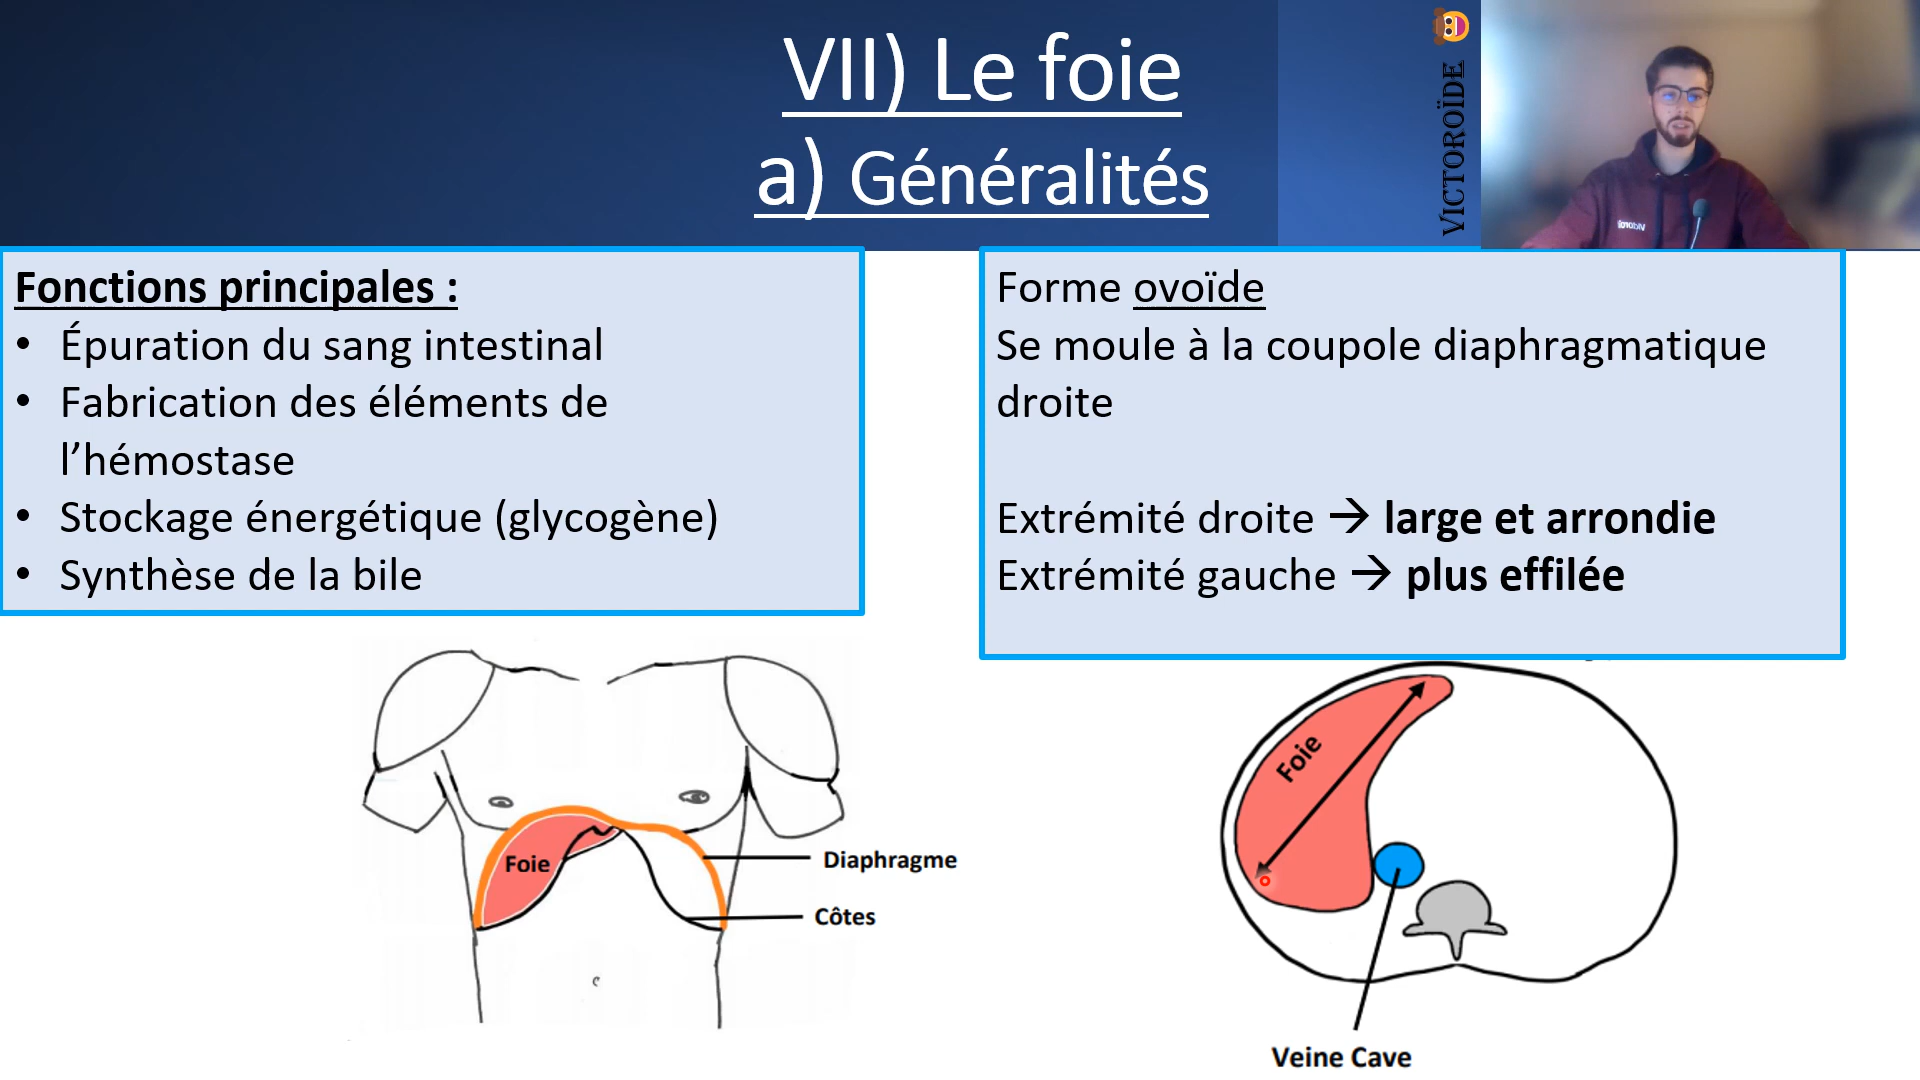 VII) Le foie
a) Généralités
VICTOROÏDE
Fonctions principales :
• Épuration du sang intestinal
• Fabrication des éléments de
l’hémostase
• Stockage énergétique (glycogène)
• Synthèse de la bile
Forme ovoïde
Se moule à la coupole diaphragmatique
droite
Extrémité droite → large et arrondie
Extrémité gauche → plus effilée
Foie
Diaphragme
Côtes
Foie
Veine Cave